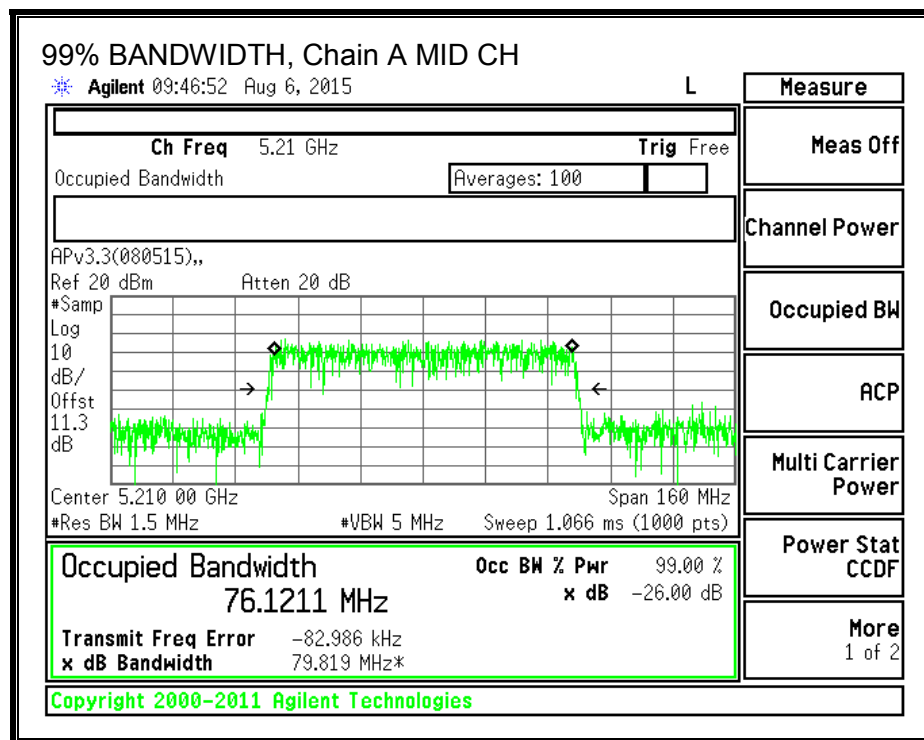 99% BANDWIDTH, Chain A MID CH
Agilent 09:46:52 Aug 6, 2015 L
Measure
Ch Freq 5.21 GHz Trig Free
Meas Off
Occupied Bandwidth Averages: 100
Channel Power
APv3.3(080515),,
Ref 20 dBm Atten 20 dB
#Samp
Log
10
dB/
Offst
11.3
dB
Occupied BW
ACP
Multi Carrier
Power
Center 5.210 00 GHz Span 160 MHz
#Res BW 1.5 MHz #VBW 5 MHz Sweep 1.066 ms (1000 pts)
Power Stat
CCDF
Occupied Bandwidth Occ BW % Pwr 99.00 %
76.1211 MHz x dB -26.00 dB
Transmit Freq Error -82.986 kHz
x dB Bandwidth 79.819 MHz*
More
1 of 2
Copyright 2000-2011 Agilent Technologies